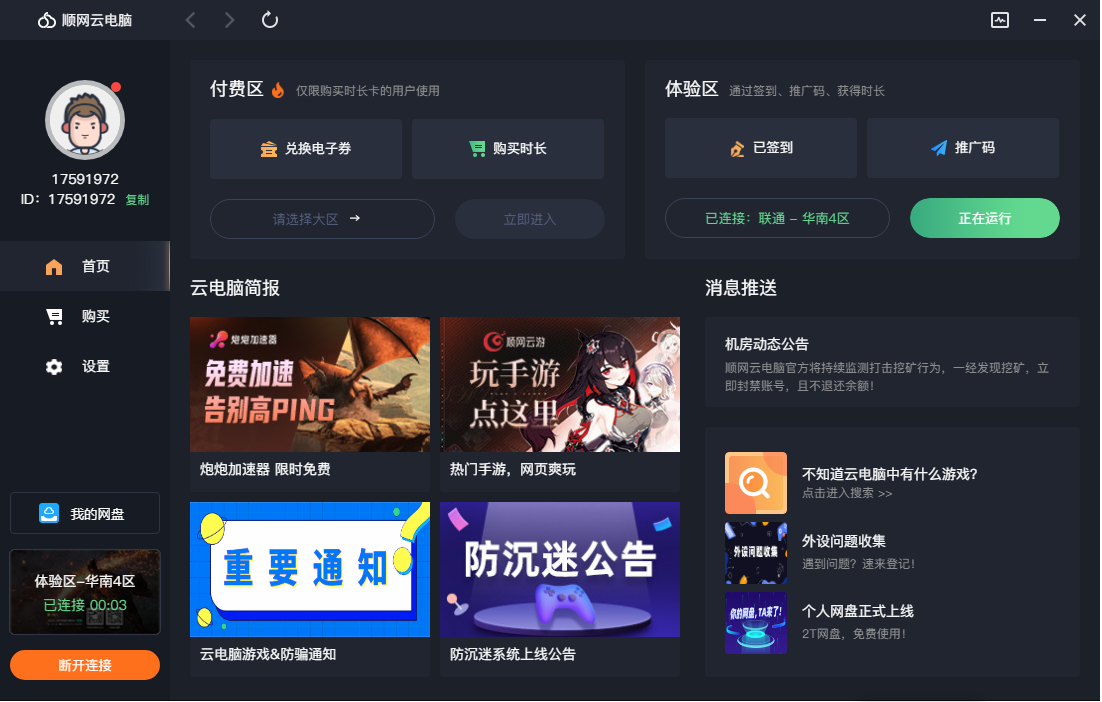 顺网云电脑
17591972
ID：17591972 复制
首页
购买
设置
我的网盘
体验区-华南4区
已连接 00:03
断开连接
付费区 仅限购买时长卡的用户使用
兑换电子券
购买时长
请选择大区
立即进入
体验区 通过签到、推广码、获得时长
已签到
推广码
已连接：联通 - 华南4区
正在运行
云电脑简报
炮炮加速器
免费加速
告别高PING
炮炮加速器 限时免费
顺网云游
玩手游
点这里
热门手游，网页爽玩
重要通知
云电脑游戏&防骗通知
防沉迷公告
防沉迷系统上线公告
消息推送
机房动态公告
顺网云电脑官方将持续监测打击挖矿行为，一经发现挖矿，立
即封禁账号，且不退还余额！
不知道云电脑中有什么游戏?
点击进入搜索 >>
外设问题收集
外设问题收集
遇到问题？速来登记！
你的网盘，TA来了！
个人网盘正式上线
2T网盘，免费使用！